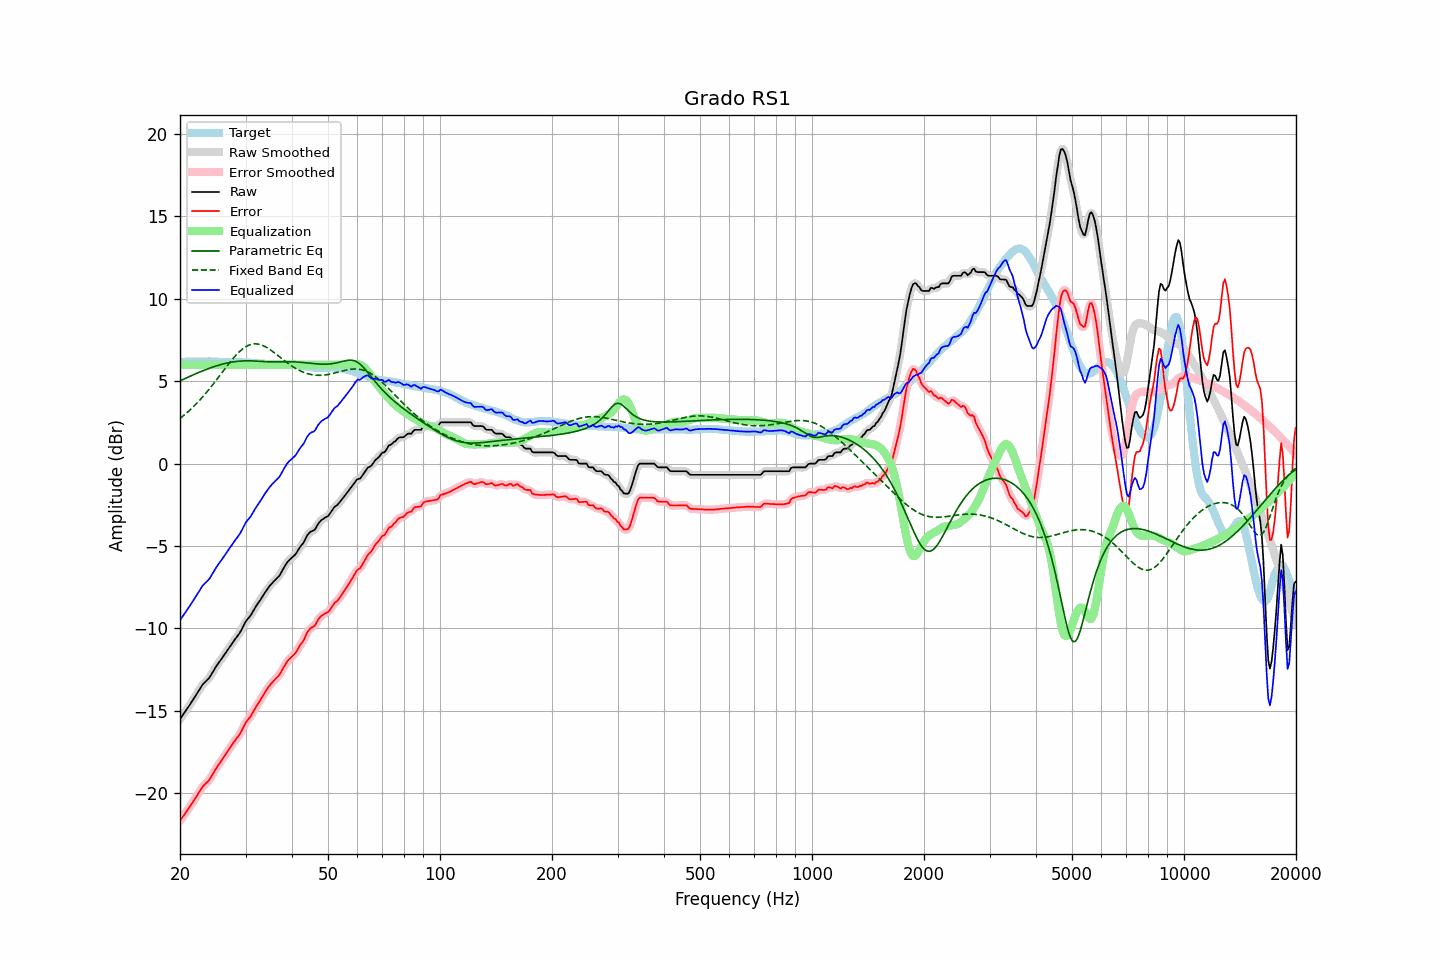 Grado RS1
Target
Raw Smoothed
Error Smoothed
Raw
Error
Equalization
Parametric Eq
Fixed Band Eq
Equalized
20
15
10
5
0
−5
−10
−15
−20
Amplitude (dBr)
20 50 100 200 500 1000 2000 5000 10000 20000
Frequency (Hz)